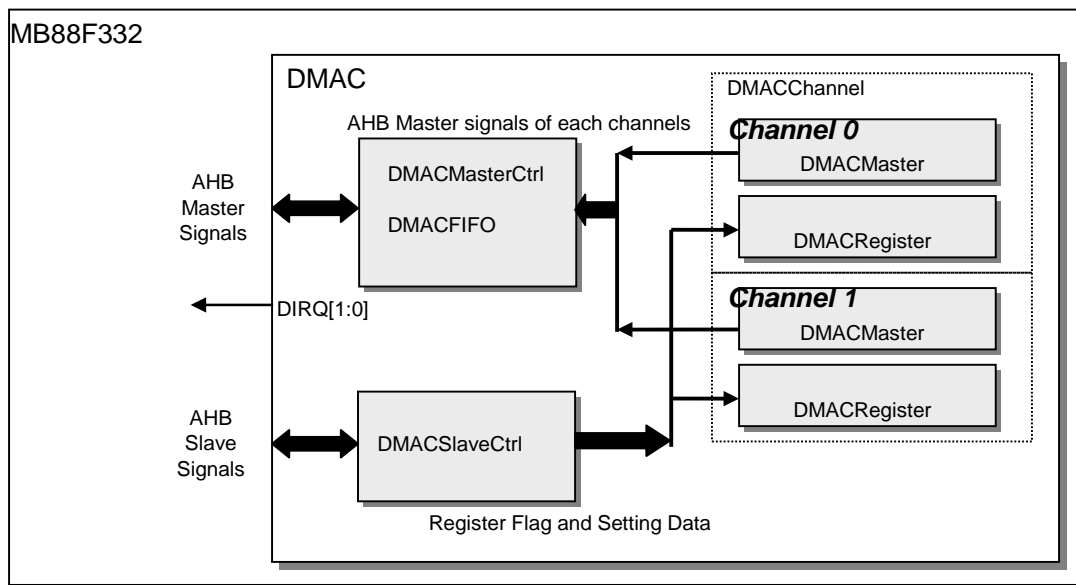 MB88F332
DMAC
DMACChannel
AHB Master signals of each channels
Channel 0
DMACMaster
DMACMasterCtrl
DMACFIFO
AHB
Master
Signals
DMACRegister
DIRQ[1:0]
Channel 1
DMACMaster
DMACRegister
AHB
Slave
Signals
DMACSlaveCtrl
Register Flag and Setting Data